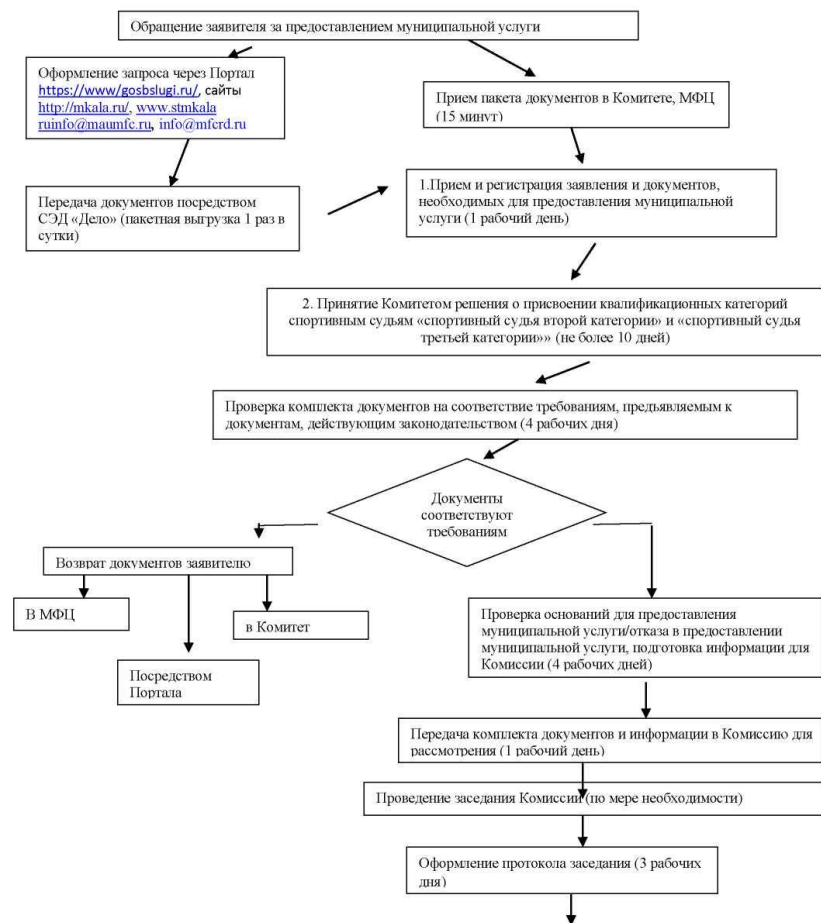 Обращение заявителя за предоставлением муниципальной услуги
Оформление запроса через Портал
https://www/gosbslugi.ru/, сайты
http://mkala.ru/, www.stmkala
ruinfo@maumfc.ru, info@mfcrd.ru
Прием пакета документов в Комитете, МФЦ
(15 минут)
Передача документов посредством
СЭД «Дело» (пакетная выгрузка 1 раз в
сутки)
1.Прием и регистрация заявления и документов,
необходимых для предоставления муниципальной
услуги (1 рабочий день)
2. Принятие Комитетом решения о присвоении квалификационных категорий
спортивным судьям «спортивный судья второй категории» и «спортивный судья
третьей категории»» (не более 10 дней)
Проверка комплекта документов на соответствие требованиям, предъявляемым к
документам, действующим законодательством (4 рабочих дня)
Документы
соответствуют
требованиям
Возврат документов заявителю
В МФЦ
в Комитет
Посредством
Портала
Проверка оснований для предоставления
муниципальной услуги/отказа в предоставлении
муниципальной услуги, подготовка информации для
Комиссии (4 рабочих дней)
Передача комплекта документов и информации в Комиссию для
рассмотрения (1 рабочий день)
Проведение заседания Комиссии (по мере необходимости)
Оформление протокола заседания (3 рабочих
дня)